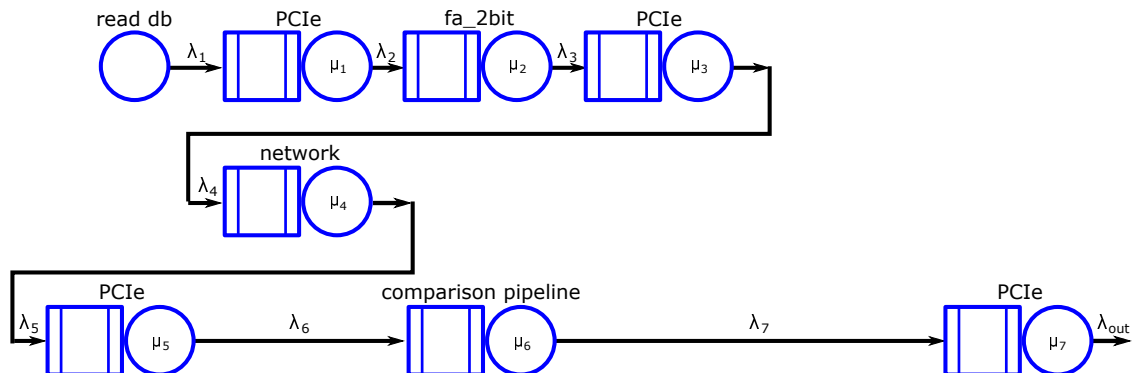 read db PCIe fa_2bit PCIe
λ1 μ1 λ2 μ2 λ3 μ3
network
λ4 μ4
PCIe comparison pipeline PCIe
λ5 μ5 λ6 μ6 λ7 μ7 λout